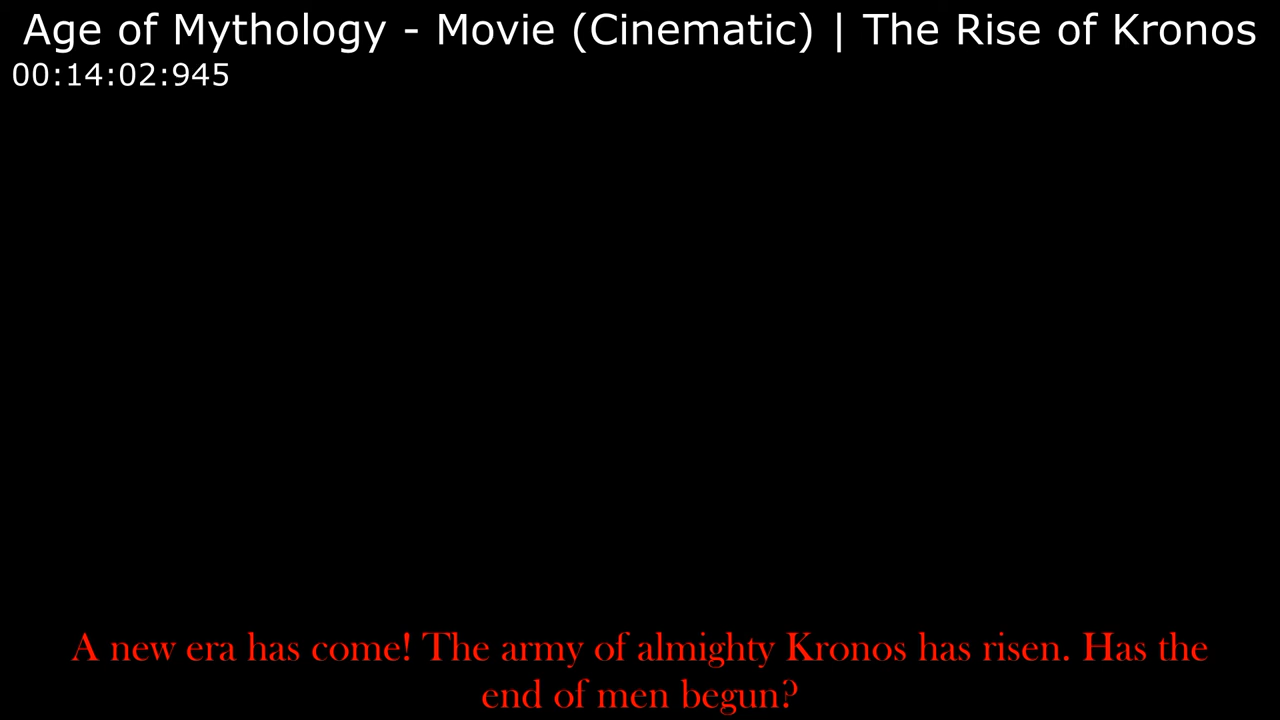 Age of Mythology - Movie (Cinematic) | The Rise of Kronos
00:14:02:945
A new era has come! The army of almighty Kronos has risen. Has the
end of men begun?